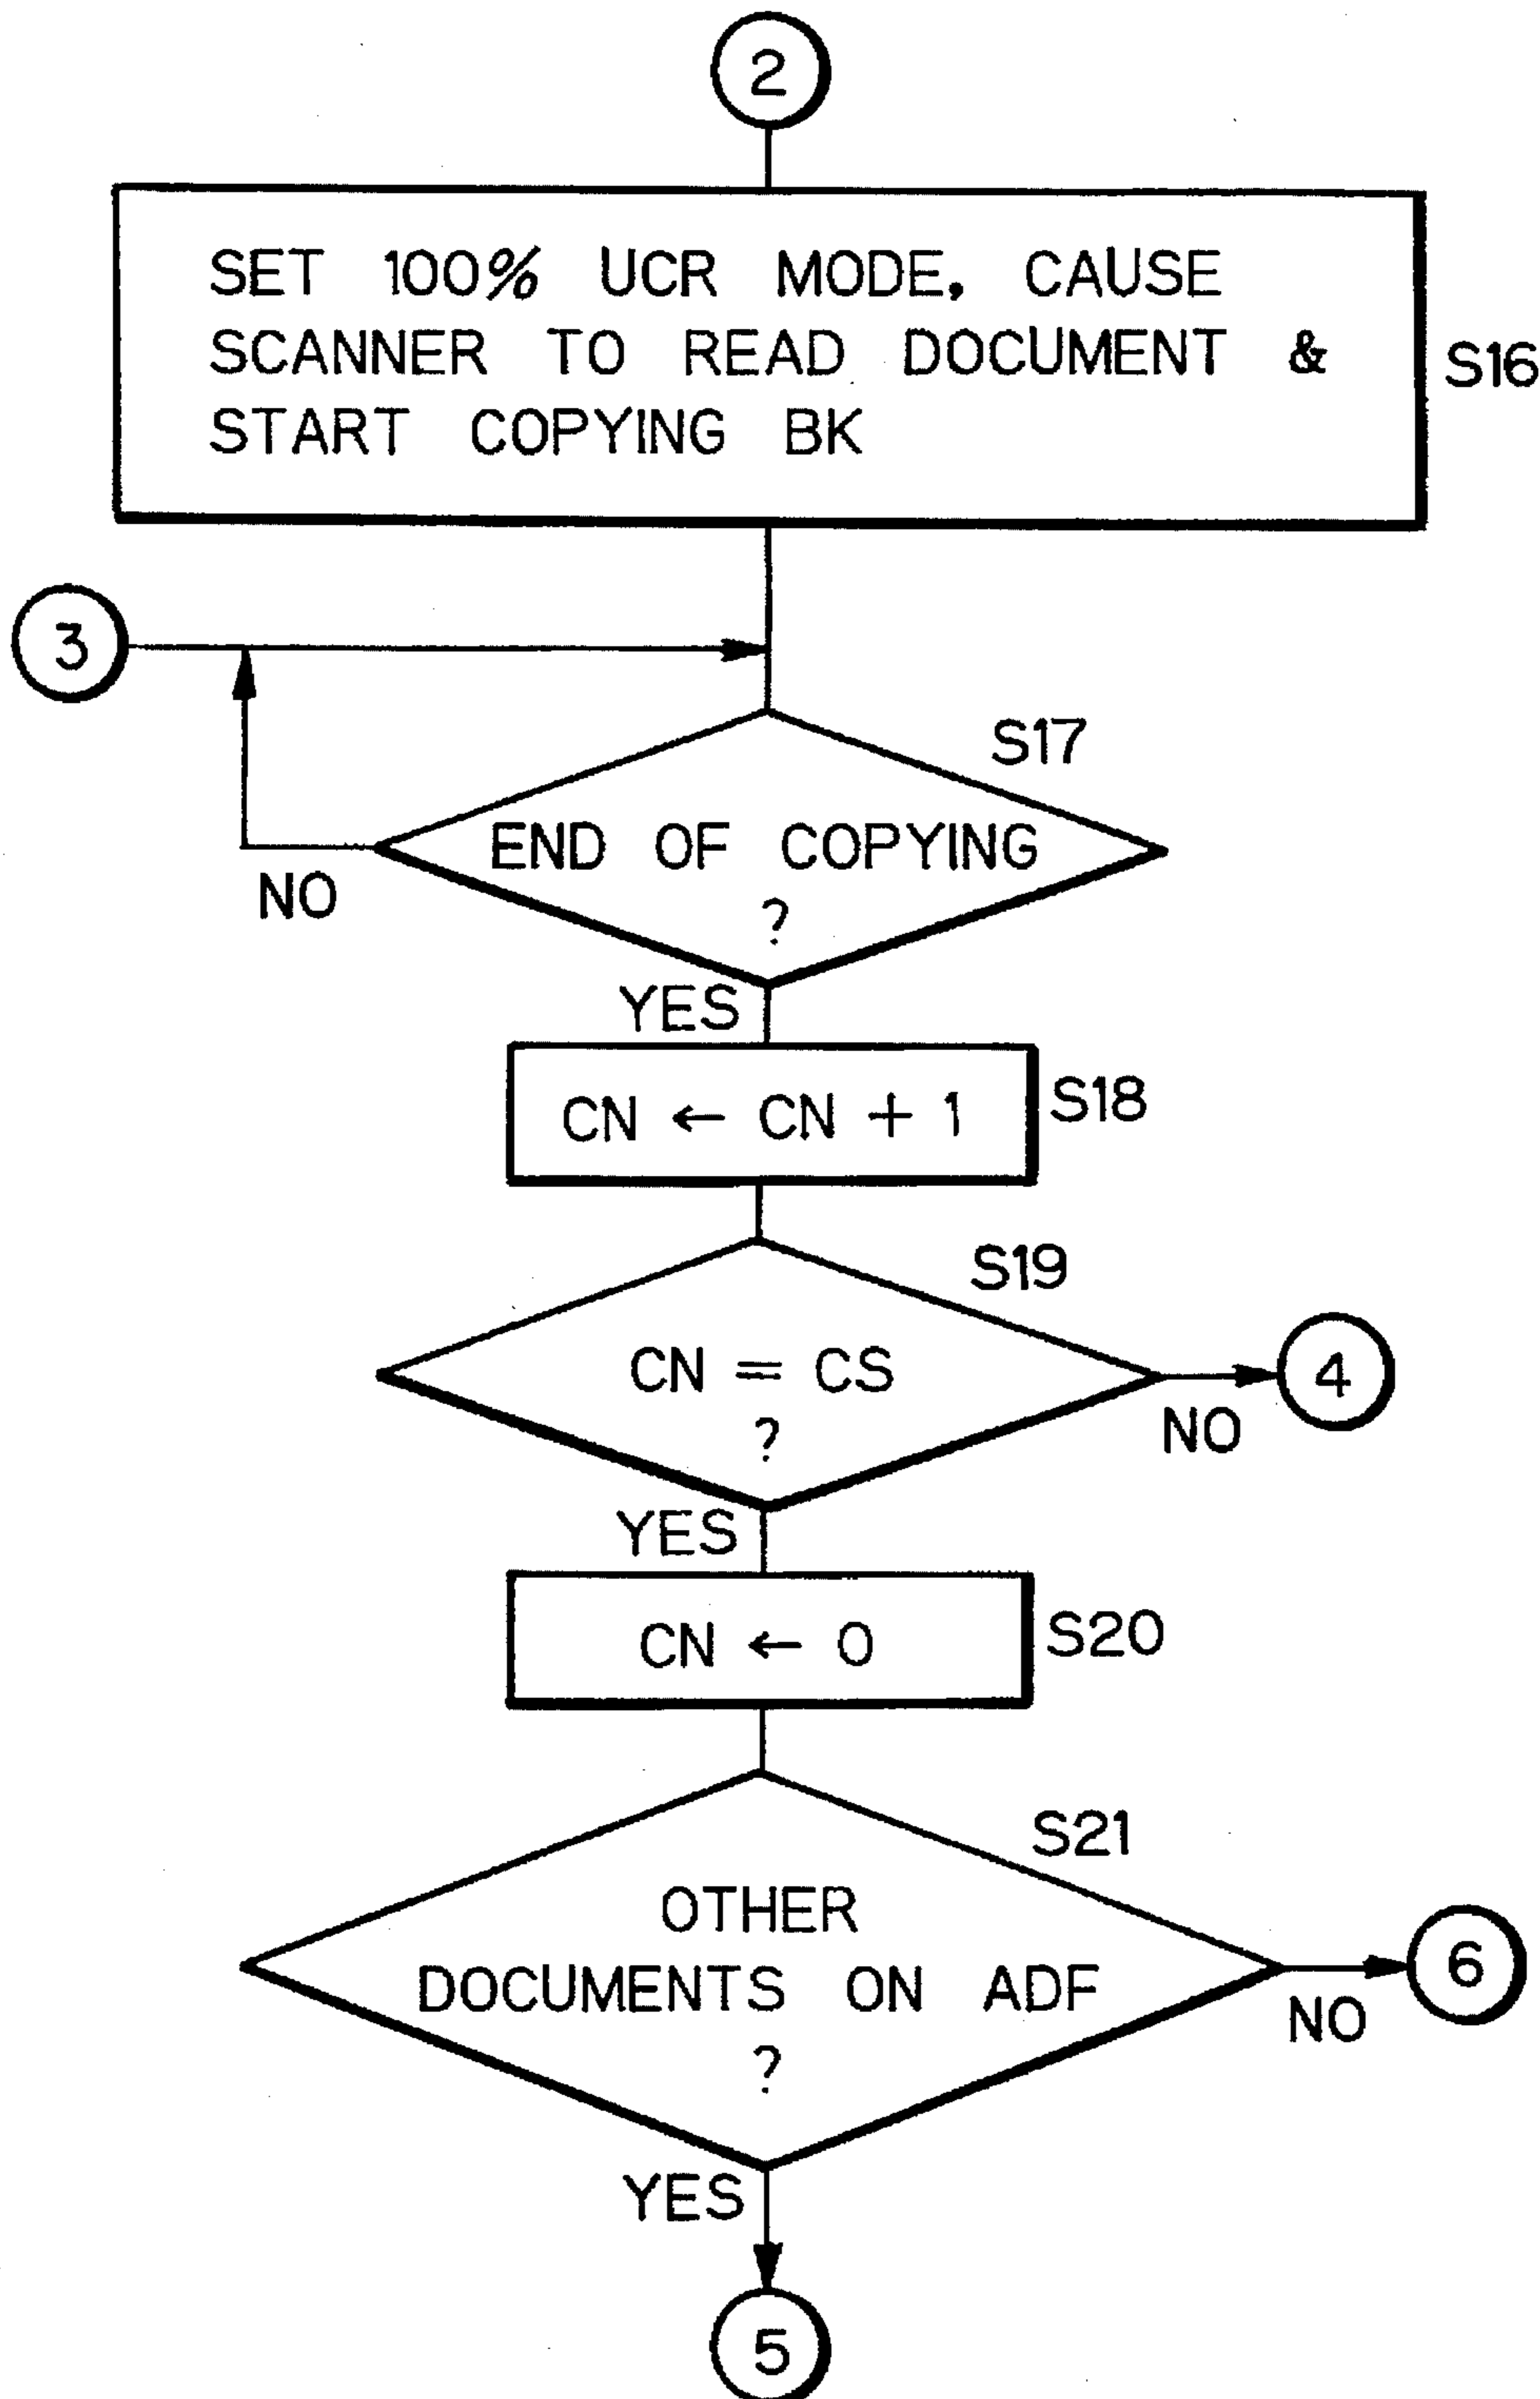 2
SET 100% UCR MODE, CAUSE
SCANNER TO READ DOCUMENT &
START COPYING BK
S16
3
S17
END OF COPYING
?
NO
YES
CN ← CN + 1
S18
S19
CN = CS
?
4
NO
YES
CN ← 0
S20
S21
OTHER
DOCUMENTS ON ADF
?
6
NO
YES
5